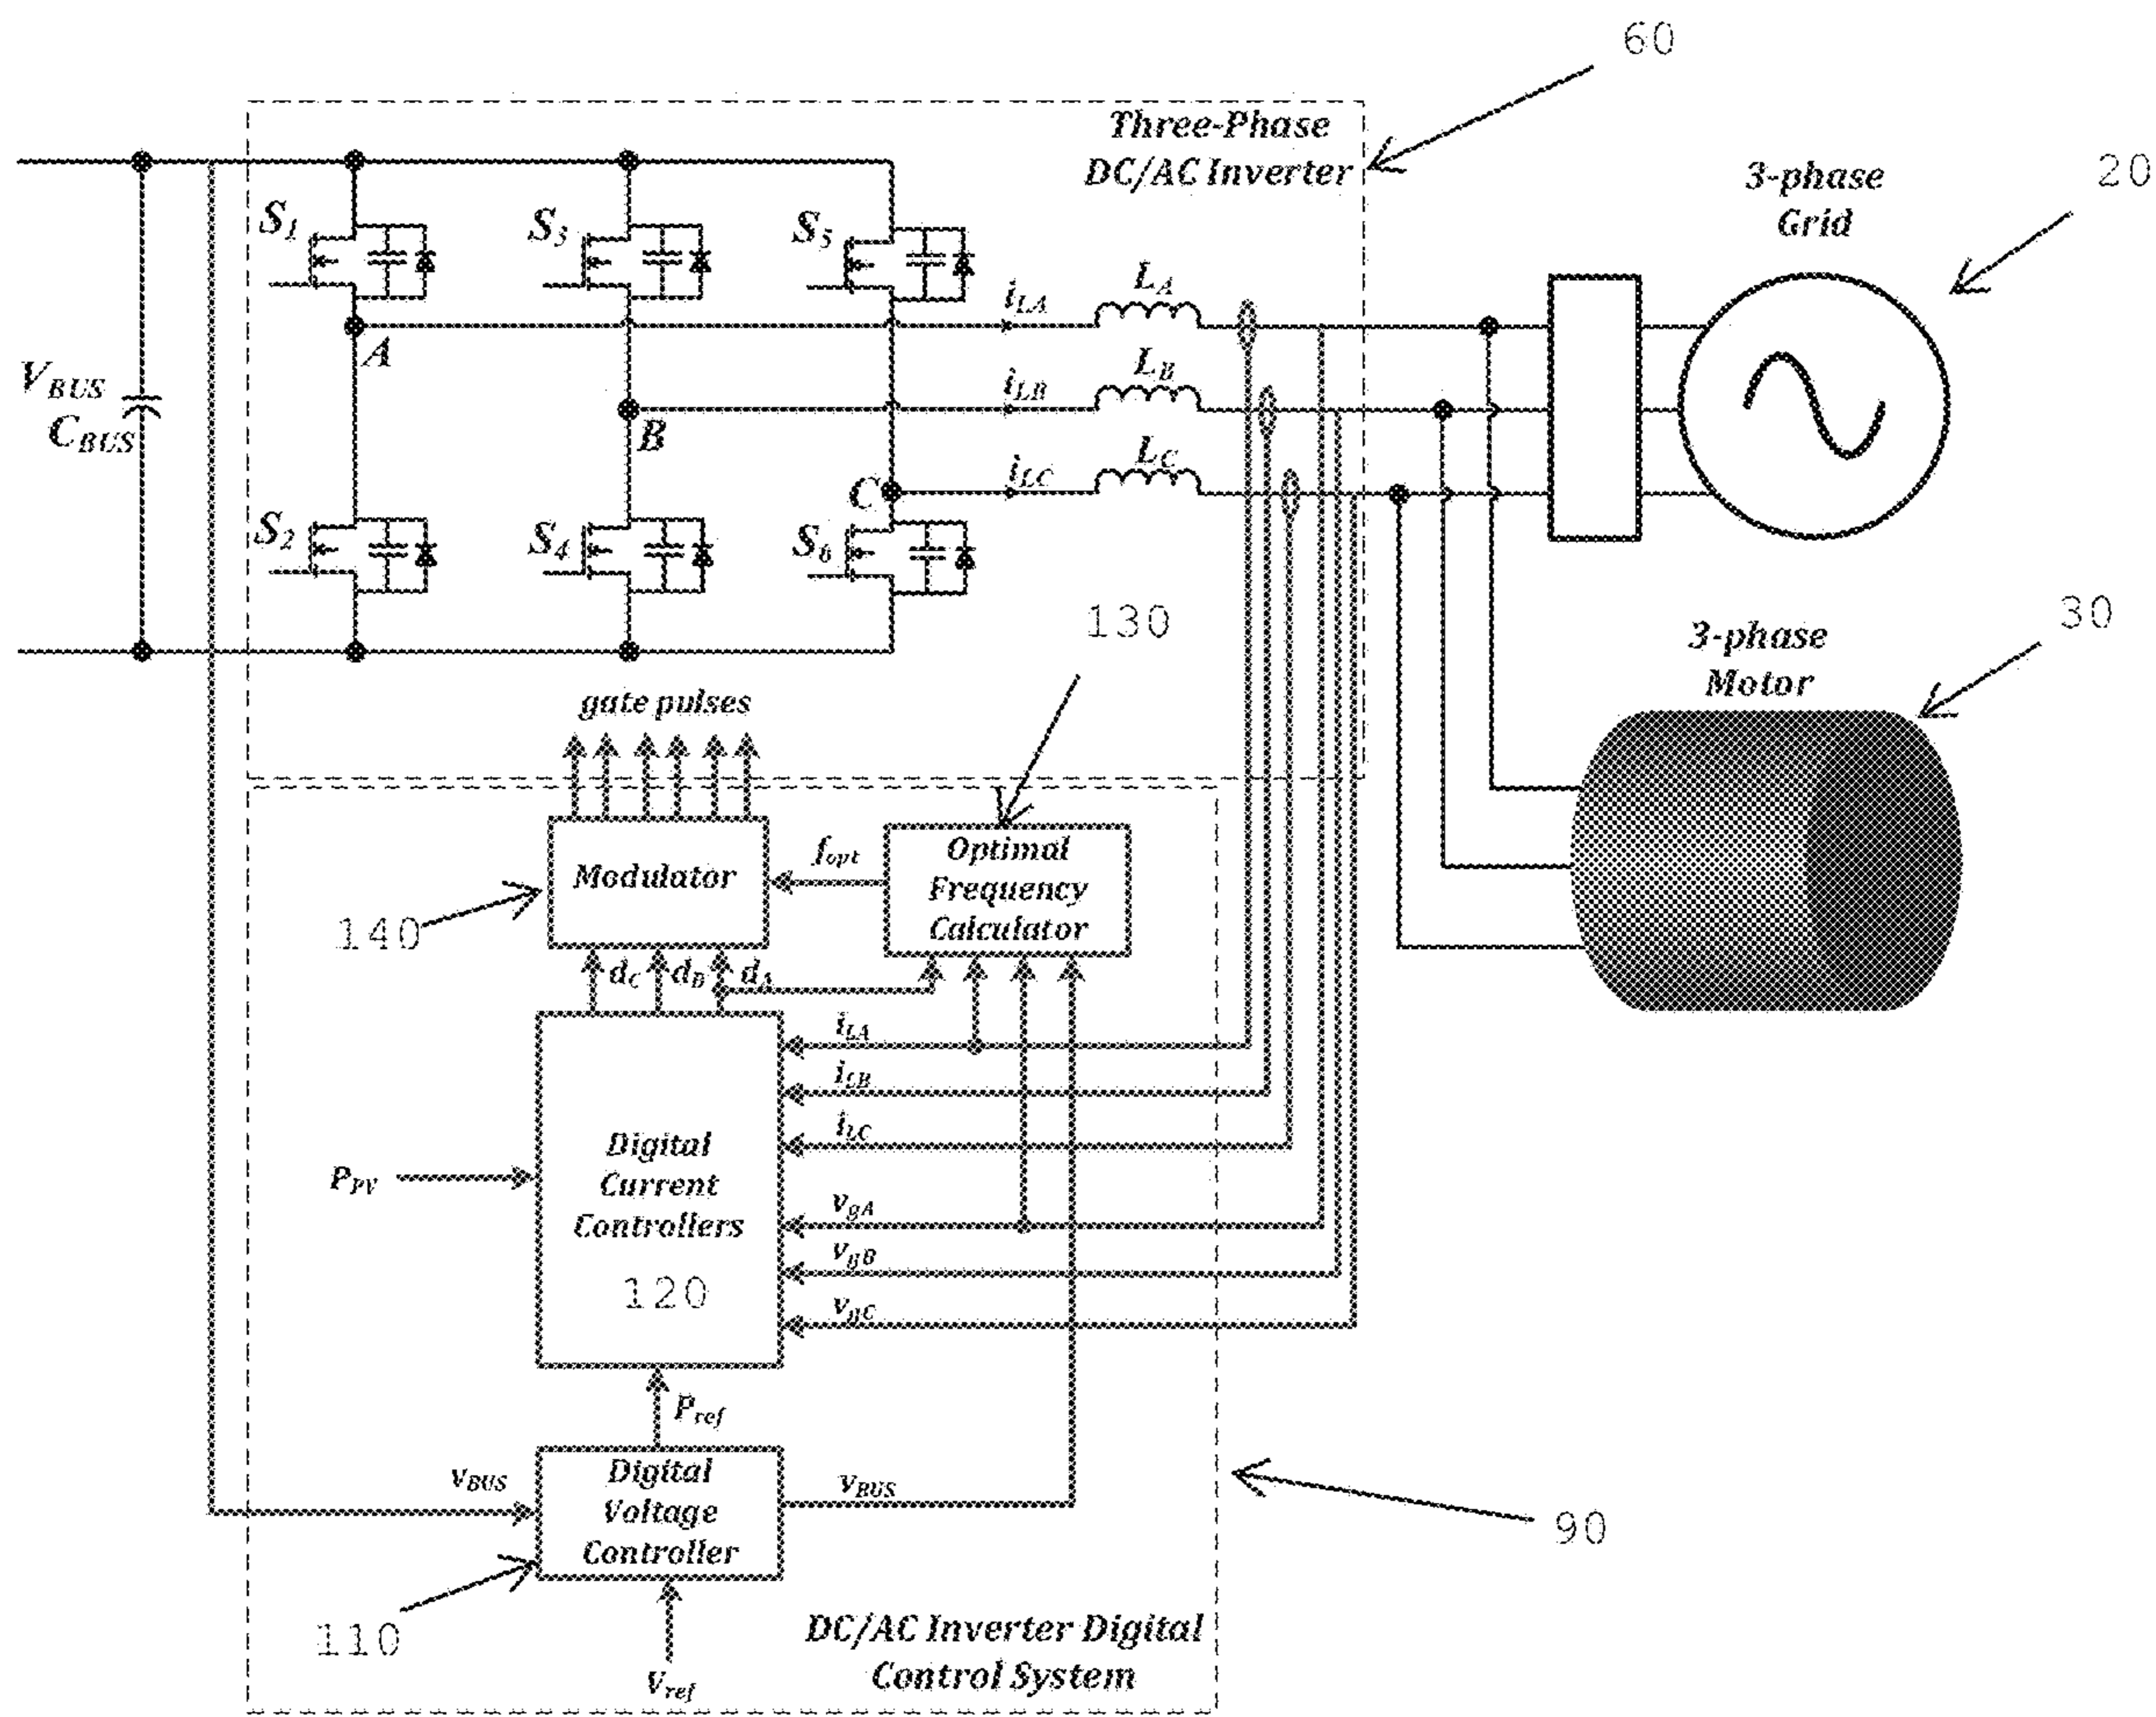 60
Three-Phase
DC/AC Inverter
3-phase
Grid
20
S1
S3
S5
iLA
LA
A
VBUS
CBUS
iLB
LB
B
iLC
LC
C
S2
S4
S6
130
3-phase
Motor
30
gate pulses
Modulator
fopt
Optimal
Frequency
Calculator
140
dC
dB
dA
iLA
iLB
iLC
Digital
Current
Controllers
120
PPV
vgA
vgB
vgC
Pref
vBUS
Digital
Voltage
Controller
vBUS
90
110
Vref
DC/AC Inverter Digital
Control System